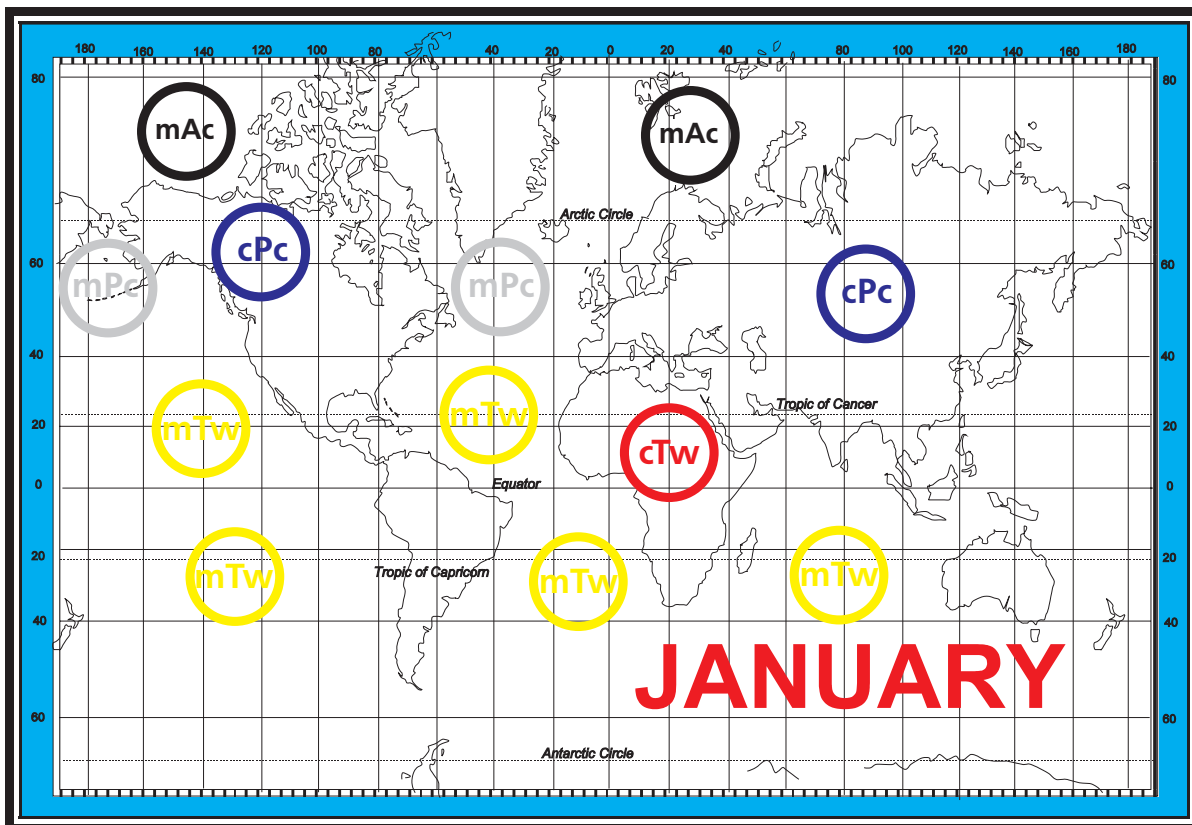 180 160 140 120 100 80 60 40 20 0 20 40 60 80 100 120 140 160 180
80 80
mAc mAc
Arctic Circle
cPc
60 60
mPc mPc cPc
40 40
Tropic of Cancer
mTw mTw
20 20
cTw
Equator
0 0
20 20
Tropic of Capricorn
mTw mTw mTw
40 40
JANUARY
60 60
Antarctic Circle